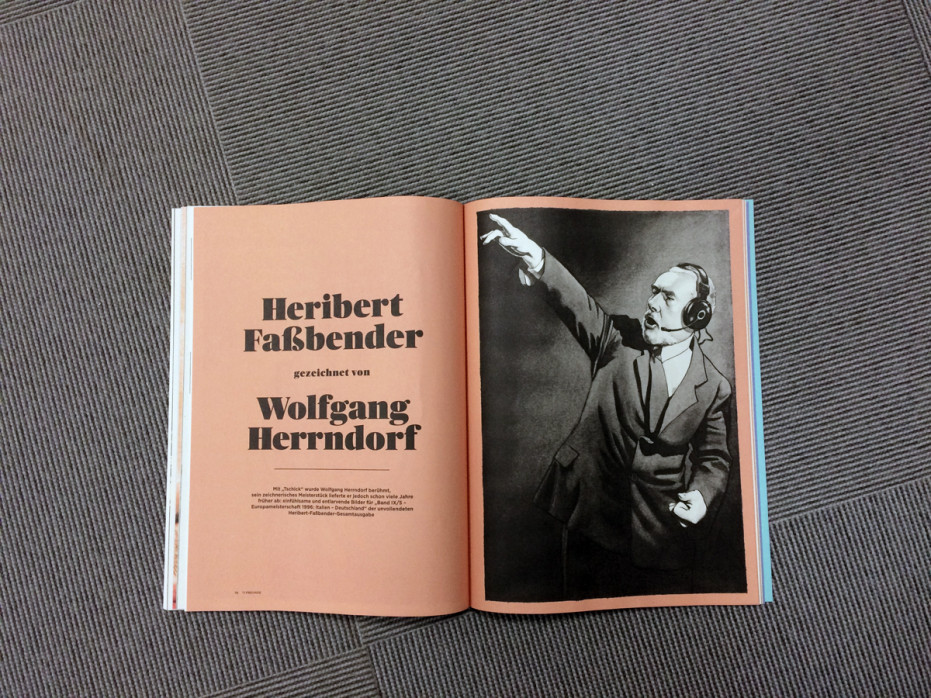 Heribert
Faßbender
gezeichnet von
Wolfgang
Herrndorf
Mit „Tschick“ wurde Wolfgang Herrndorf berühmt,
sein zeichnerisches Meisterstück lieferte er jedoch schon viele Jahre
früher ab: einfühlsame und entlarvende Bilder für „Band IX/5 –
Europameisterschaft 1996: Italien – Deutschland“ der unvollendeten
Heribert-Faßbender-Gesamtausgabe